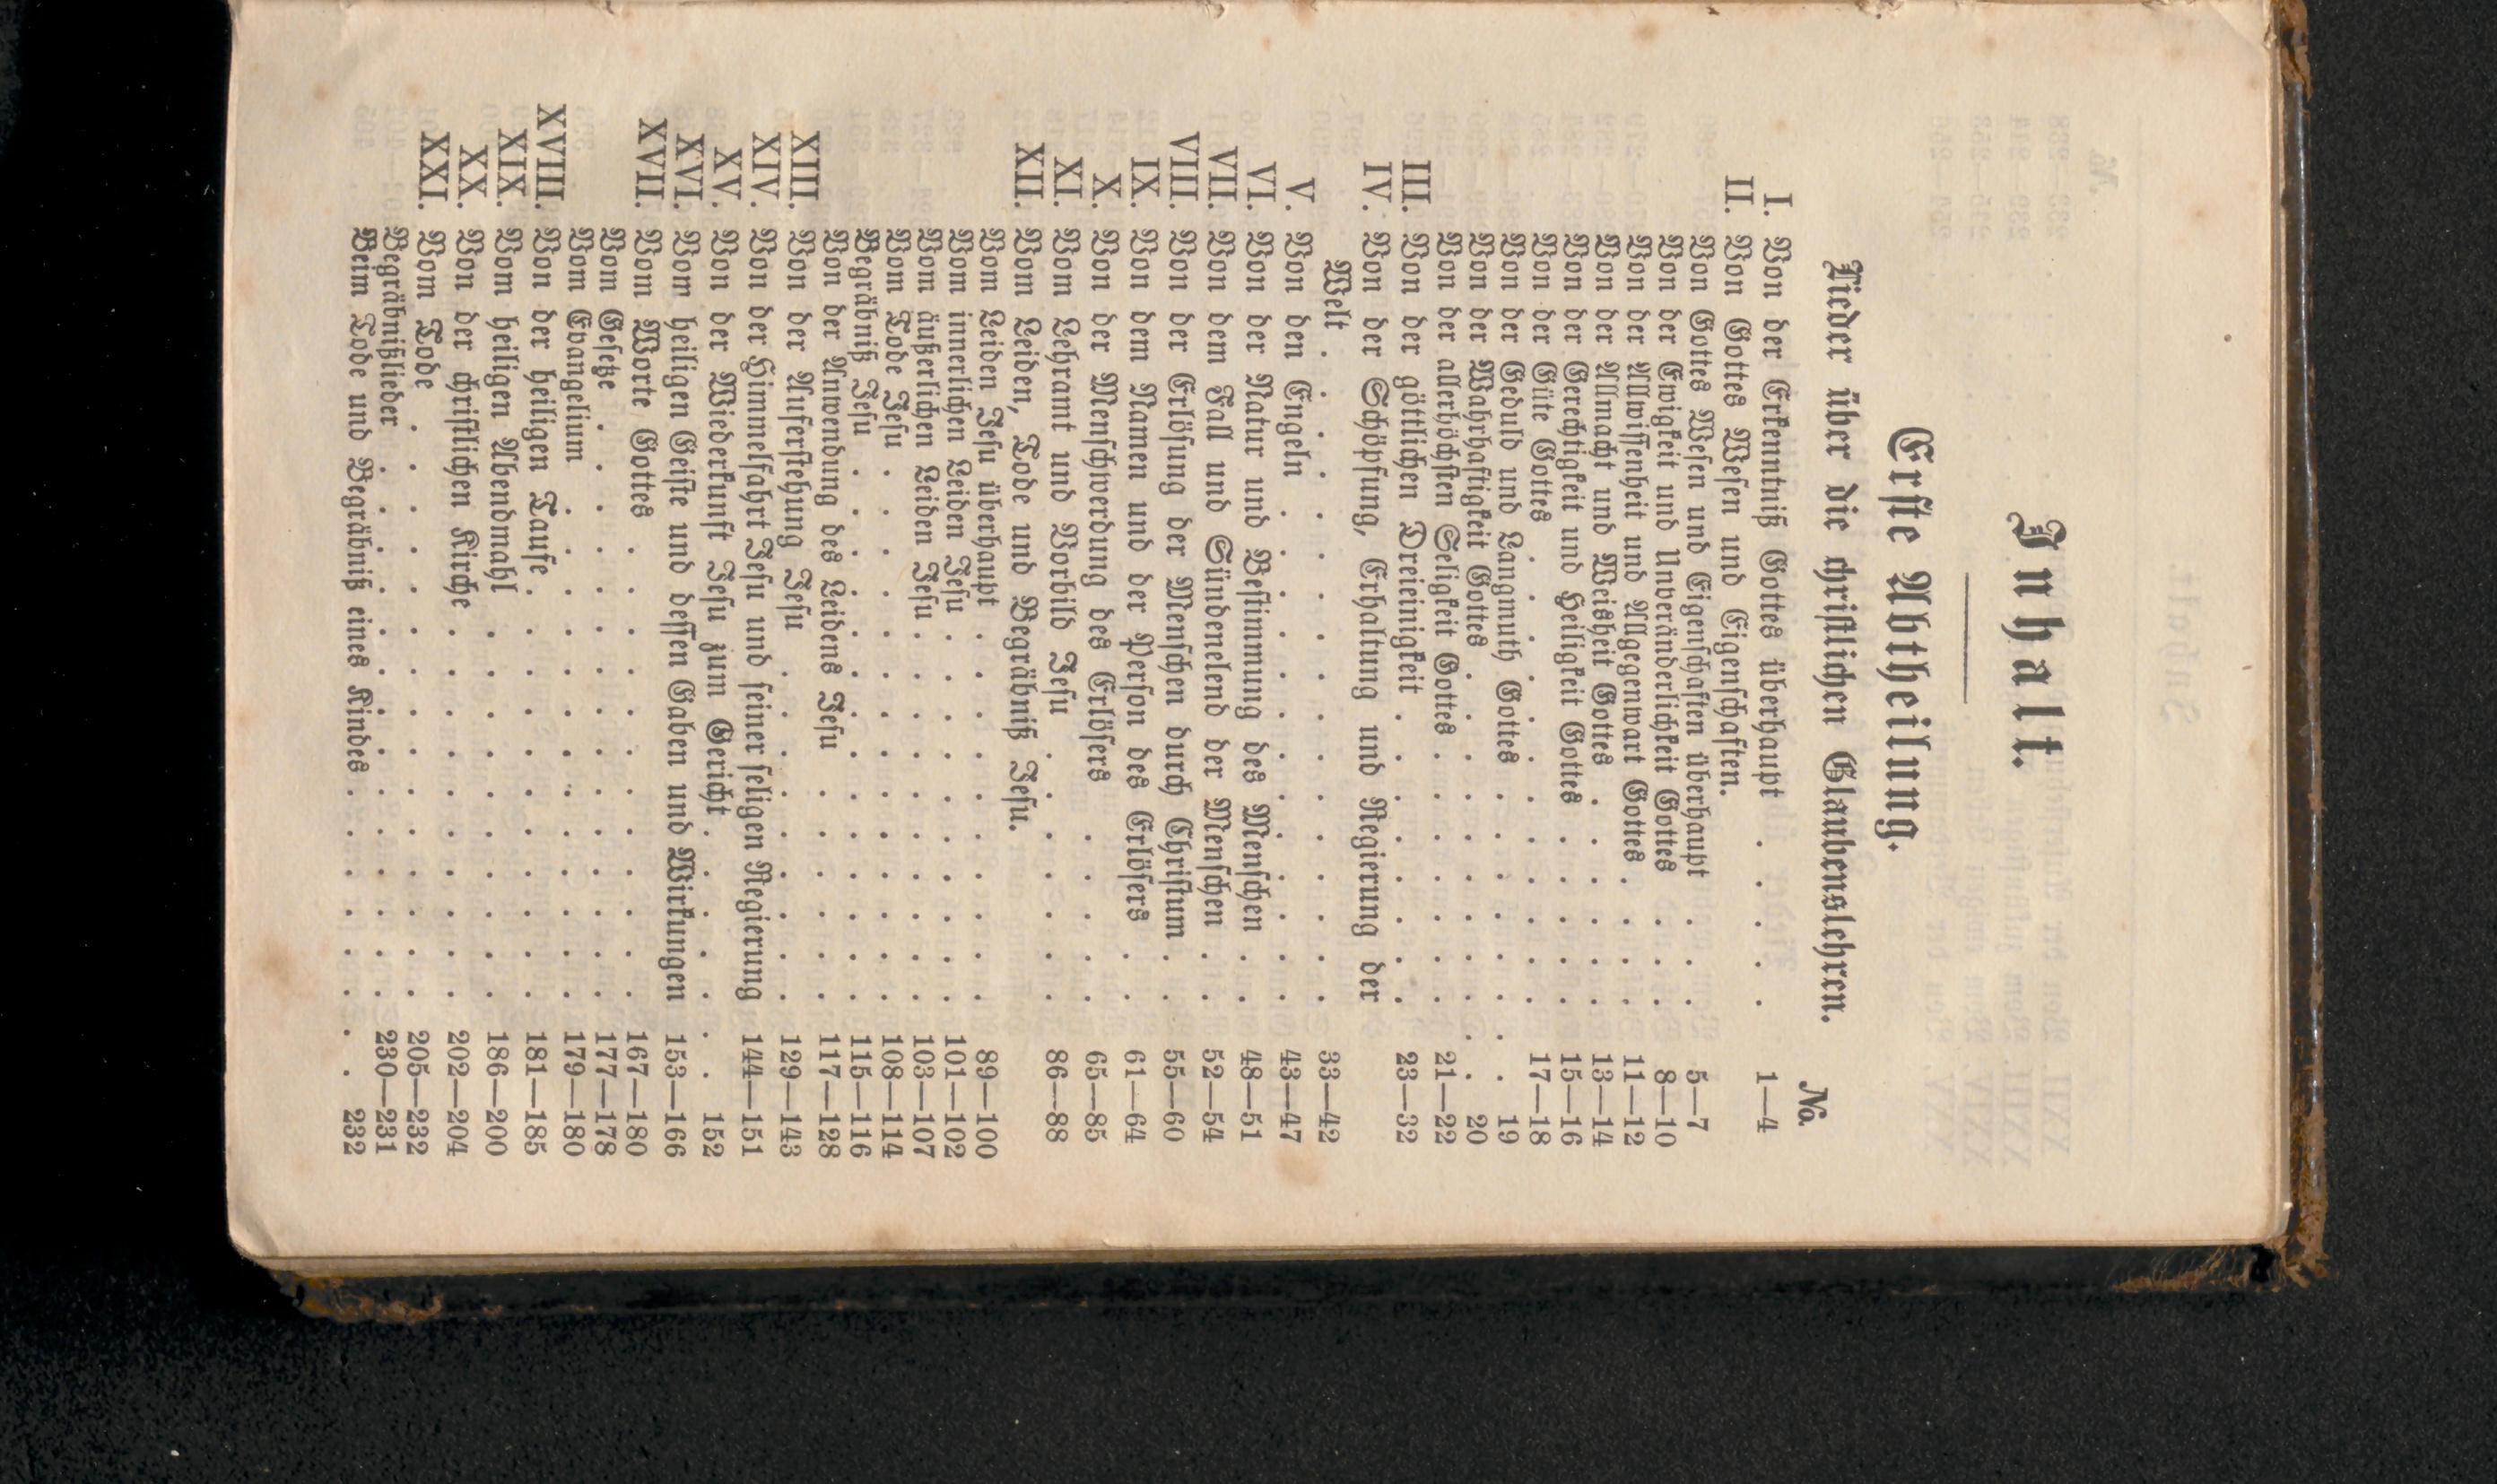 Inhalt.
Erste Abtheilung.
Lieder über die christlichen Glaubenslehren.
No.
I. Von der Erkenntniß Gottes überhaupt . . . . . 1—4
II. Von Gottes Wesen und Eigenschaften.
Von Gottes Wesen und Eigenschaften überhaupt . . . 5—7
Von der Ewigkeit und Unveränderlichkeit Gottes . . . 8—10
Von der Allwissenheit und Allgegenwart Gottes . . . . 11—12
Von der Allmacht und Weisheit Gottes . . . . . . 13—14
Von der Gerechtigkeit und Heiligkeit Gottes . . . . . 15—16
Von der Güte Gottes . . . . . . . . . . . . 17—18
Von der Geduld und Langmuth Gottes . . . . . . . . 19
Von der Wahrhaftigkeit Gottes . . . . . . . . . . . 20
Von der allerhöchsten Seligkeit Gottes . . . . . . . 21—22
III. Von der göttlichen Dreieinigkeit . . . . . . . . 23—32
IV. Von der Schöpfung, Erhaltung und Regierung der
Welt . . . . . . . . . . . . . . . . . 33—42
V. Von den Engeln . . . . . . . . . . . . . 43—47
VI. Von der Natur und Bestimmung des Menschen . . 48—51
VII. Von dem Fall und Sündenelend der Menschen . . 52—54
VIII. Von der Erlösung der Menschen durch Christum . . 55—60
IX. Von dem Namen und der Person des Erlösers . . 61—64
X. Von der Menschwerdung des Erlösers . . . . . 65—85
XI. Vom Lehramt und Vorbild Jesu . . . . . . . 86—88
XII. Vom Leiden, Tode und Begräbniß Jesu.
Vom Leiden Jesu überhaupt . . . . . . . . . . 89—100
Vom innerlichen Leiden Jesu . . . . . . . . . . 101—102
Vom äußerlichen Leiden Jesu . . . . . . . . . . 103—107
Vom Tode Jesu . . . . . . . . . . . . . . 108—114
Begräbniß Jesu . . . . . . . . . . . . . . 115—116
Von der Anwendung des Leidens Jesu . . . . . . 117—128
XIII. Von der Auferstehung Jesu . . . . . . . . . 129—143
XIV. Von der Himmelfahrt Jesu und seiner seligen Regierung 144—151
XV. Von der Wiederkunft Jesu zum Gericht . . . . . . . 152
XVI. Vom heiligen Geiste und dessen Gaben und Wirkungen 153—166
XVII. Vom Worte Gottes . . . . . . . . . . . . 167—180
Vom Gesetze . . . . . . . . . . . . . . . 177—178
Vom Evangelium . . . . . . . . . . . . . 179—180
XVIII. Von der heiligen Taufe . . . . . . . . . . . 181—185
XIX. Vom heiligen Abendmahl . . . . . . . . . . 186—200
XX. Von der christlichen Kirche . . . . . . . . . . 202—204
XXI. Vom Tode . . . . . . . . . . . . . . . 205—232
Begräbnißlieder . . . . . . . . . . . . . . 230—231
Beim Tode und Begräbniß eines Kindes . . . . . . . . 232